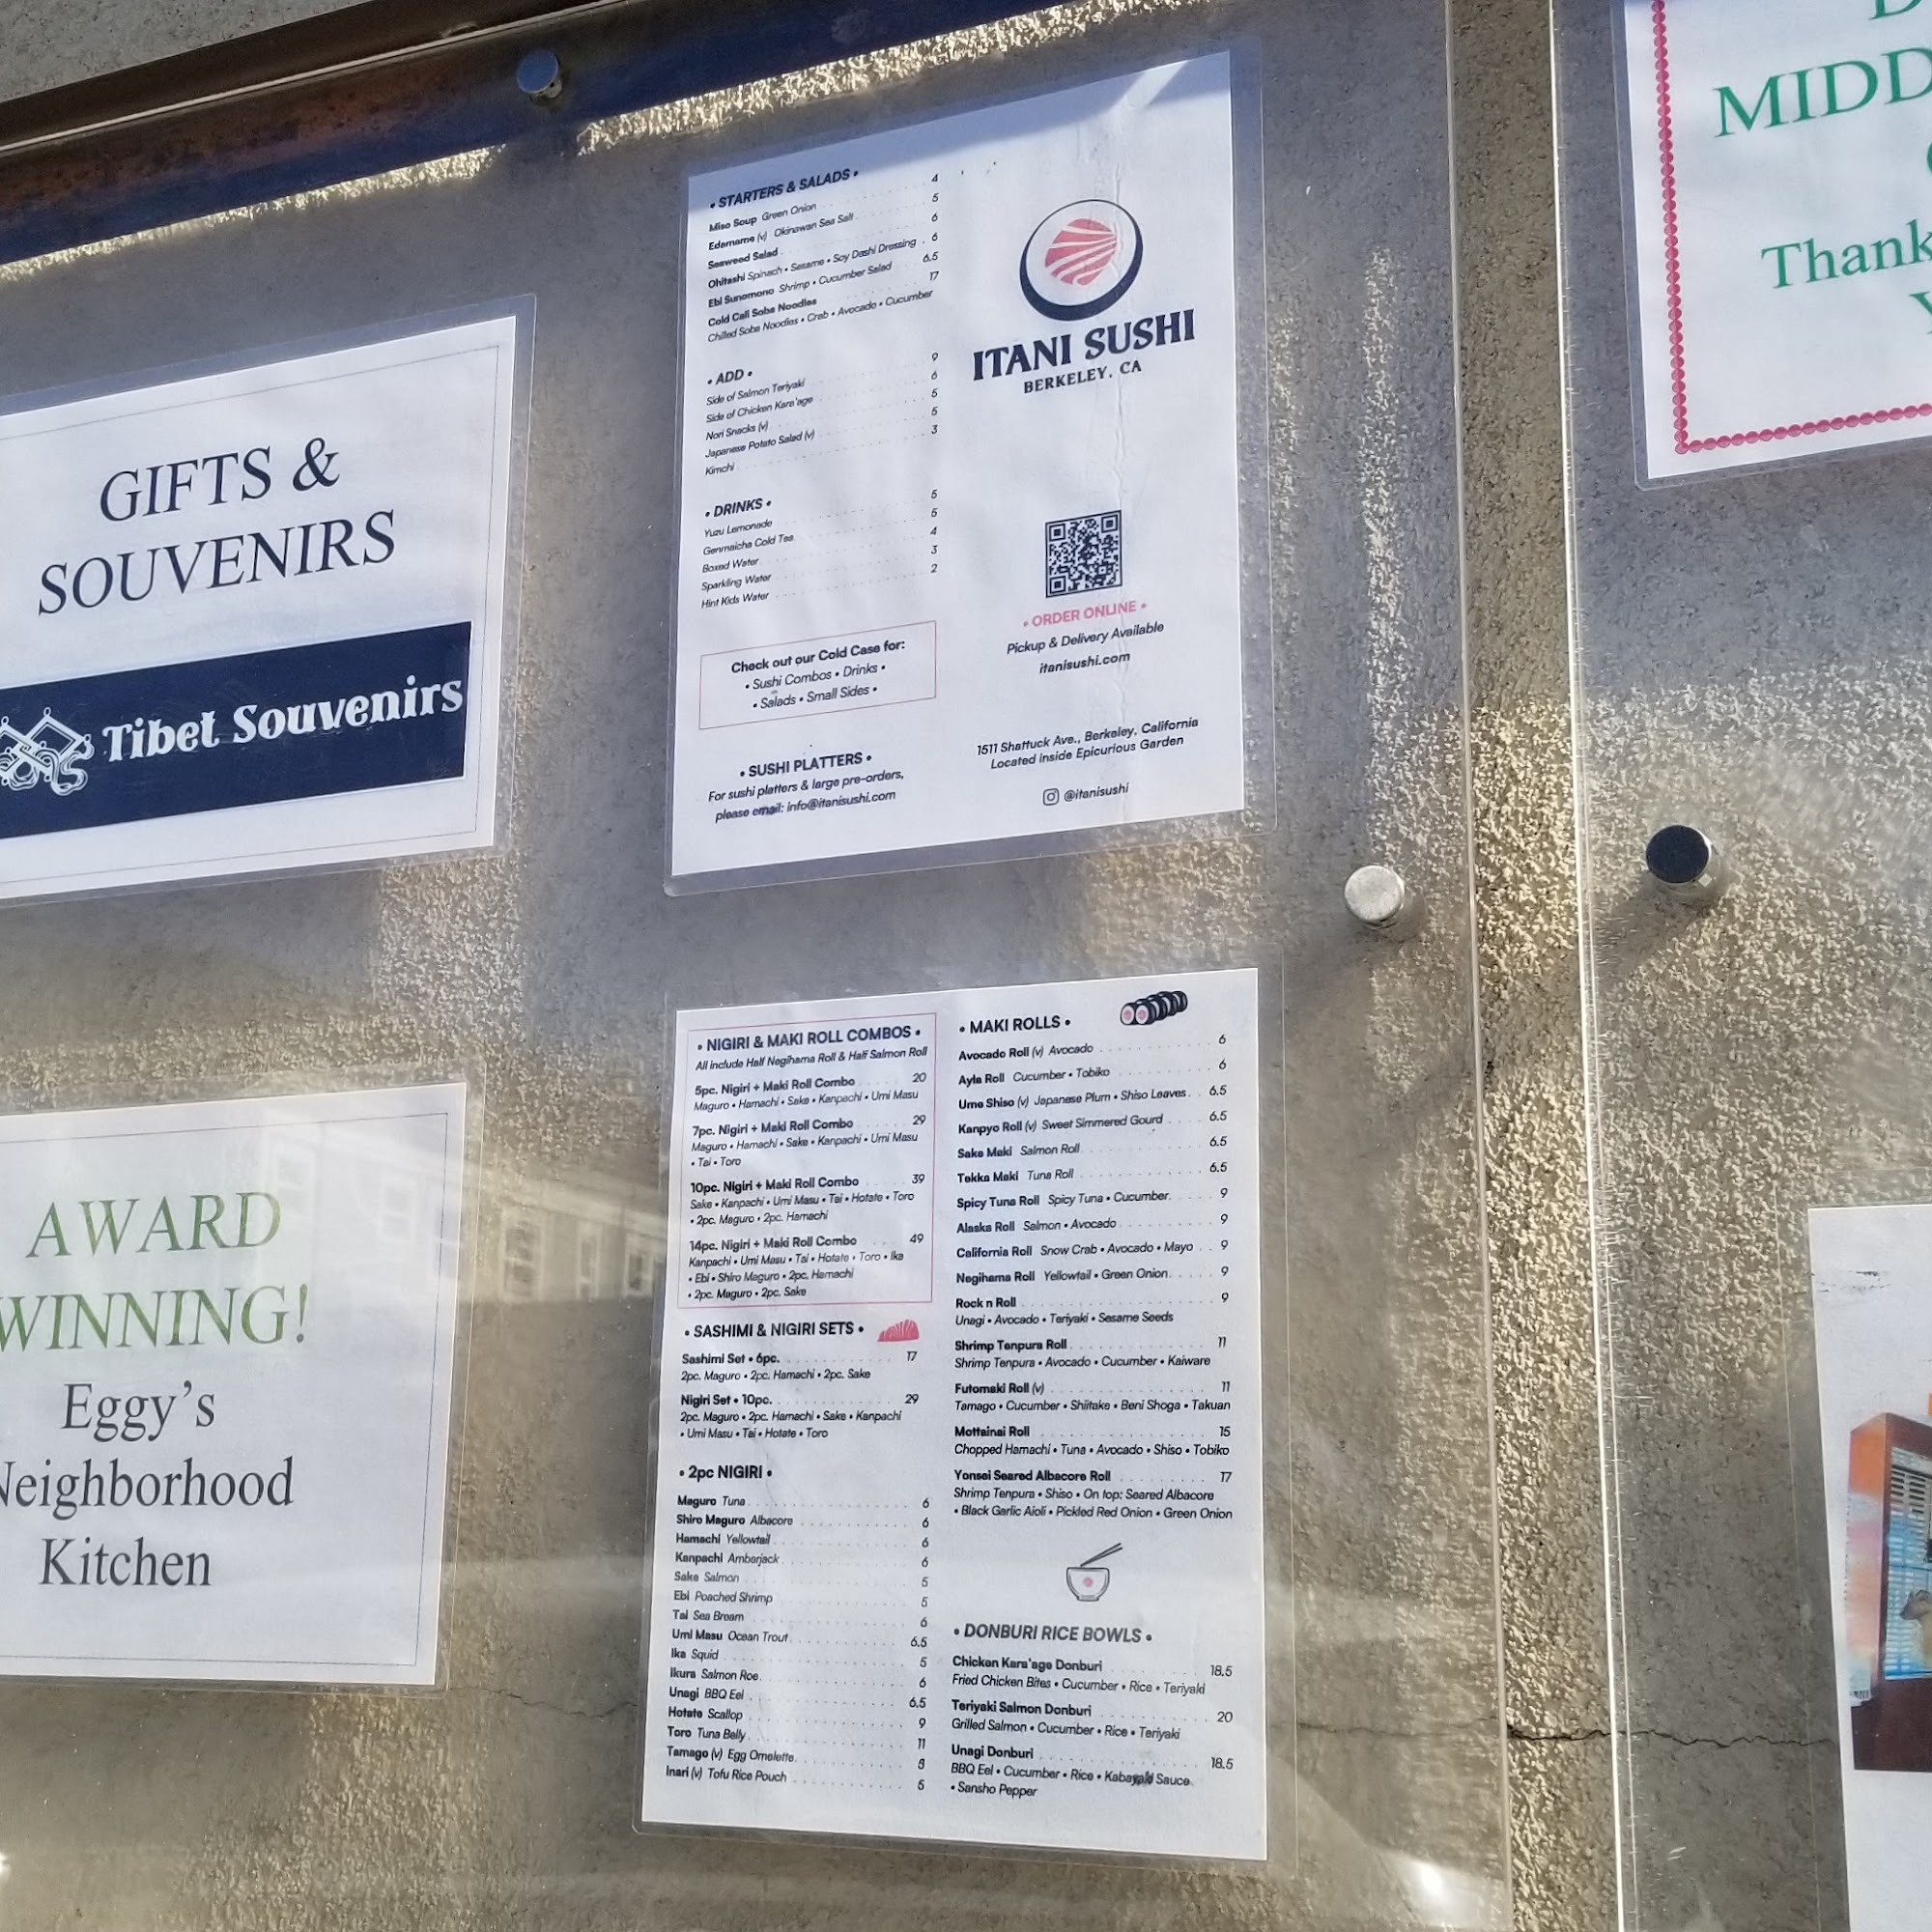 GIFTS &
SOUVENIRS
Tibet Souvenirs
AWARD
WINNING!
Eggy's
Neighborhood
Kitchen
• STARTERS & SALADS •
Miso Soup Green Onion 4
Edamame (v) Okinawan Sea Salt 5
Seaweed Salad 6
Ohitashi Spinach • Sesame • Soy Dashi Dressing 6
Ebi Sunomono Shrimp • Cucumber Salad 6.5
Cold Cali Soba Noodles 17
Chilled Soba Noodles • Crab • Avocado • Cucumber
• ADD •
Side of Salmon Teriyaki 9
Side of Chicken Kara'age 6
Nori Snacks (v) 5
Japanese Potato Salad (v) 5
Kimchi 3
• DRINKS •
Yuzu Lemonade 5
Genmaicha Cold Tea 5
Boxed Water 4
Sparkling Water 3
Hint Kids Water 2
Check out our Cold Case for:
• Sushi Combos • Drinks •
• Salads • Small Sides •
• SUSHI PLATTERS •
For sushi platters & large pre-orders,
please email: info@itanisushi.com
ITANI SUSHI
BERKELEY, CA
• ORDER ONLINE •
Pickup & Delivery Available
itanisushi.com
1511 Shattuck Ave., Berkeley, California
Located inside Epicurious Garden
@itanisushi
• NIGIRI & MAKI ROLL COMBOS •
All include Half Negihama Roll & Half Salmon Roll
5pc. Nigiri + Maki Roll Combo 20
Maguro • Hamachi • Sake • Kanpachi • Umi Masu
7pc. Nigiri + Maki Roll Combo 29
Maguro • Hamachi • Sake • Kanpachi • Umi Masu
• Tai • Toro
10pc. Nigiri + Maki Roll Combo 39
Sake • Kanpachi • Umi Masu • Tai • Hotate • Toro
• 2pc. Maguro • 2pc. Hamachi
14pc. Nigiri + Maki Roll Combo 49
Kanpachi • Umi Masu • Tai • Hotate • Toro • Ika
• Ebi • Shiro Maguro • 2pc. Hamachi
• 2pc. Maguro • 2pc. Sake
• SASHIMI & NIGIRI SETS •
Sashimi Set • 6pc. 17
2pc. Maguro • 2pc. Hamachi • 2pc. Sake
Nigiri Set • 10pc. 29
2pc. Maguro • 2pc. Hamachi • Sake • Kanpachi
• Umi Masu • Tai • Hotate • Toro
• 2pc NIGIRI •
Maguro Tuna 6
Shiro Maguro Albacore 6
Hamachi Yellowtail 6
Kanpachi Amberjack 6
Sake Salmon 5
Ebi Poached Shrimp 5
Tai Sea Bream 6
Umi Masu Ocean Trout 6.5
Ika Squid 5
Ikura Salmon Roe 6
Unagi BBQ Eel 6.5
Hotate Scallop 9
Toro Tuna Belly 11
Tamago (v) Egg Omelette
Inari (v) Tofu Rice Pouch 5
• MAKI ROLLS •
Avocado Roll (v) Avocado 6
Ayla Roll Cucumber • Tobiko 6
Ume Shiso (v) Japanese Plum • Shiso Leaves 6.5
Kanpyo Roll (v) Sweet Simmered Gourd 6.5
Sake Maki Salmon Roll 6.5
Tekka Maki Tuna Roll 6.5
Spicy Tuna Roll Spicy Tuna • Cucumber 9
Alaska Roll Salmon • Avocado 9
California Roll Snow Crab • Avocado • Mayo 9
Negihama Roll Yellowtail • Green Onion 9
Rock n Roll 9
Unagi • Avocado • Teriyaki • Sesame Seeds
Shrimp Tenpura Roll 11
Shrimp Tenpura • Avocado • Cucumber • Kaiware
Futomaki Roll (v) 11
Tamago • Cucumber • Shiitake • Beni Shoga • Takuan
Mottainai Roll 15
Chopped Hamachi • Tuna • Avocado • Shiso • Tobiko
Yonsei Seared Albacore Roll 17
Shrimp Tenpura • Shiso • On top: Seared Albacore
• Black Garlic Aioli • Pickled Red Onion • Green Onion
• DONBURI RICE BOWLS •
Chicken Kara'age Donburi 18.5
Fried Chicken Bites • Cucumber • Rice • Teriyaki
Teriyaki Salmon Donburi 20
Grilled Salmon • Cucumber • Rice • Teriyaki
Unagi Donburi 18.5
BBQ Eel • Cucumber • Rice • Kabayaki Sauce
• Sansho Pepper
MIDD
Thank